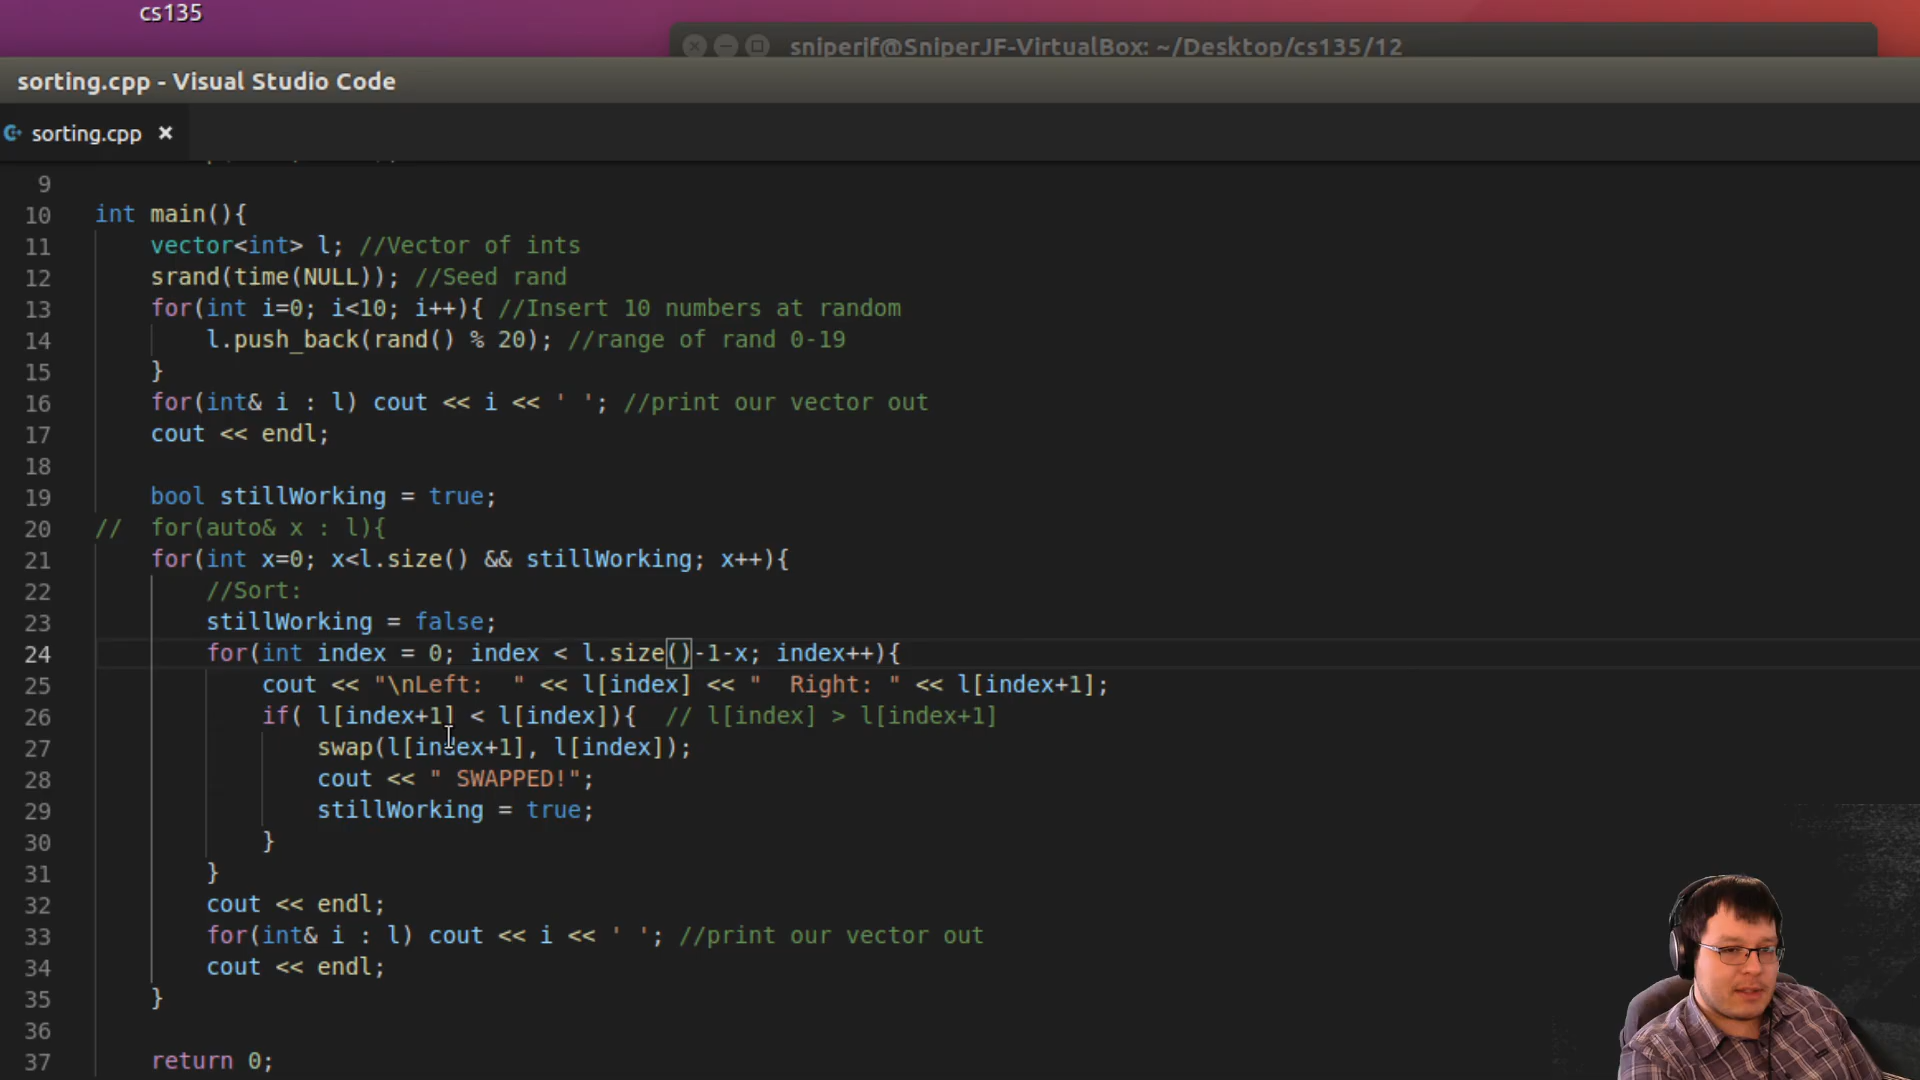 cs135
sniperjf@SniperJF-VirtualBox: ~/Desktop/cs135/12
sorting.cpp - Visual Studio Code
sorting.cpp ×
9
10 int main(){
11 vector<int> l; //Vector of ints
12 srand(time(NULL)); //Seed rand
13 for(int i=0; i<10; i++){ //Insert 10 numbers at random
14 l.push_back(rand() % 20); //range of rand 0-19
15 }
16 for(int& i : l) cout << i << ' '; //print our vector out
17 cout << endl;
18
19 bool stillWorking = true;
20 // for(auto& x : l){
21 for(int x=0; x<l.size() && stillWorking; x++){
22 //Sort:
23 stillWorking = false;
24 for(int index = 0; index < l.size()-1-x; index++){
25 cout << "\nLeft:  " << l[index] << "  Right: " << l[index+1];
26 if( l[index+1] < l[index]){  // l[index] > l[index+1]
27 swap(l[index+1], l[index]);
28 cout << " SWAPPED!";
29 stillWorking = true;
30 }
31 }
32 cout << endl;
33 for(int& i : l) cout << i << ' '; //print our vector out
34 cout << endl;
35 }
36
37 return 0;